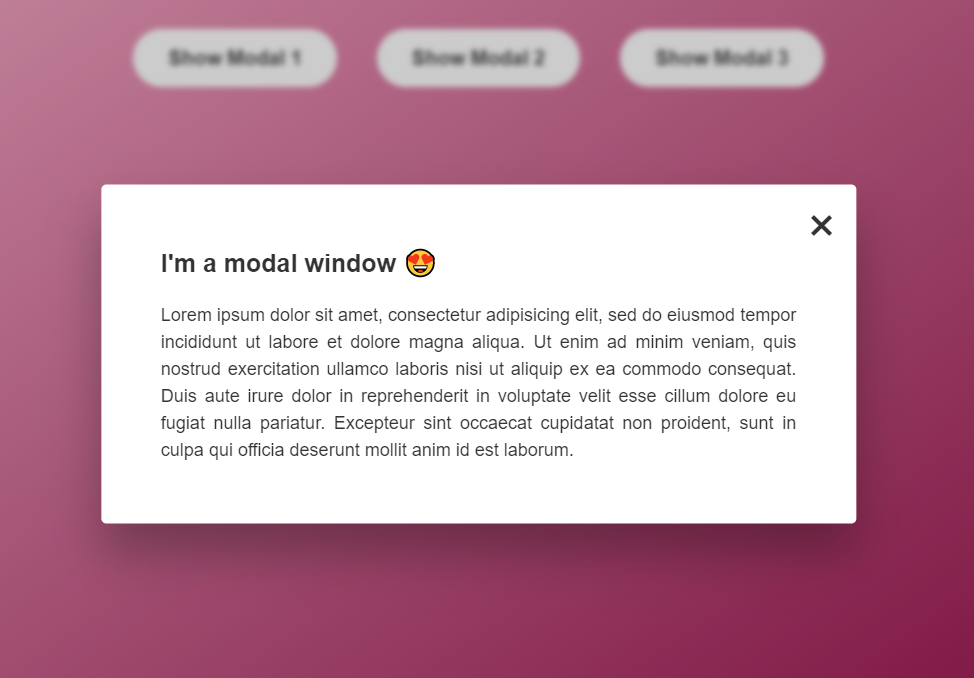 Show Modal 1 Show Modal 2 Show Modal 3
I'm a modal window 😍
Lorem ipsum dolor sit amet, consectetur adipisicing elit, sed do eiusmod tempor
incididunt ut labore et dolore magna aliqua. Ut enim ad minim veniam, quis
nostrud exercitation ullamco laboris nisi ut aliquip ex ea commodo consequat.
Duis aute irure dolor in reprehenderit in voluptate velit esse cillum dolore eu
fugiat nulla pariatur. Excepteur sint occaecat cupidatat non proident, sunt in
culpa qui officia deserunt mollit anim id est laborum.